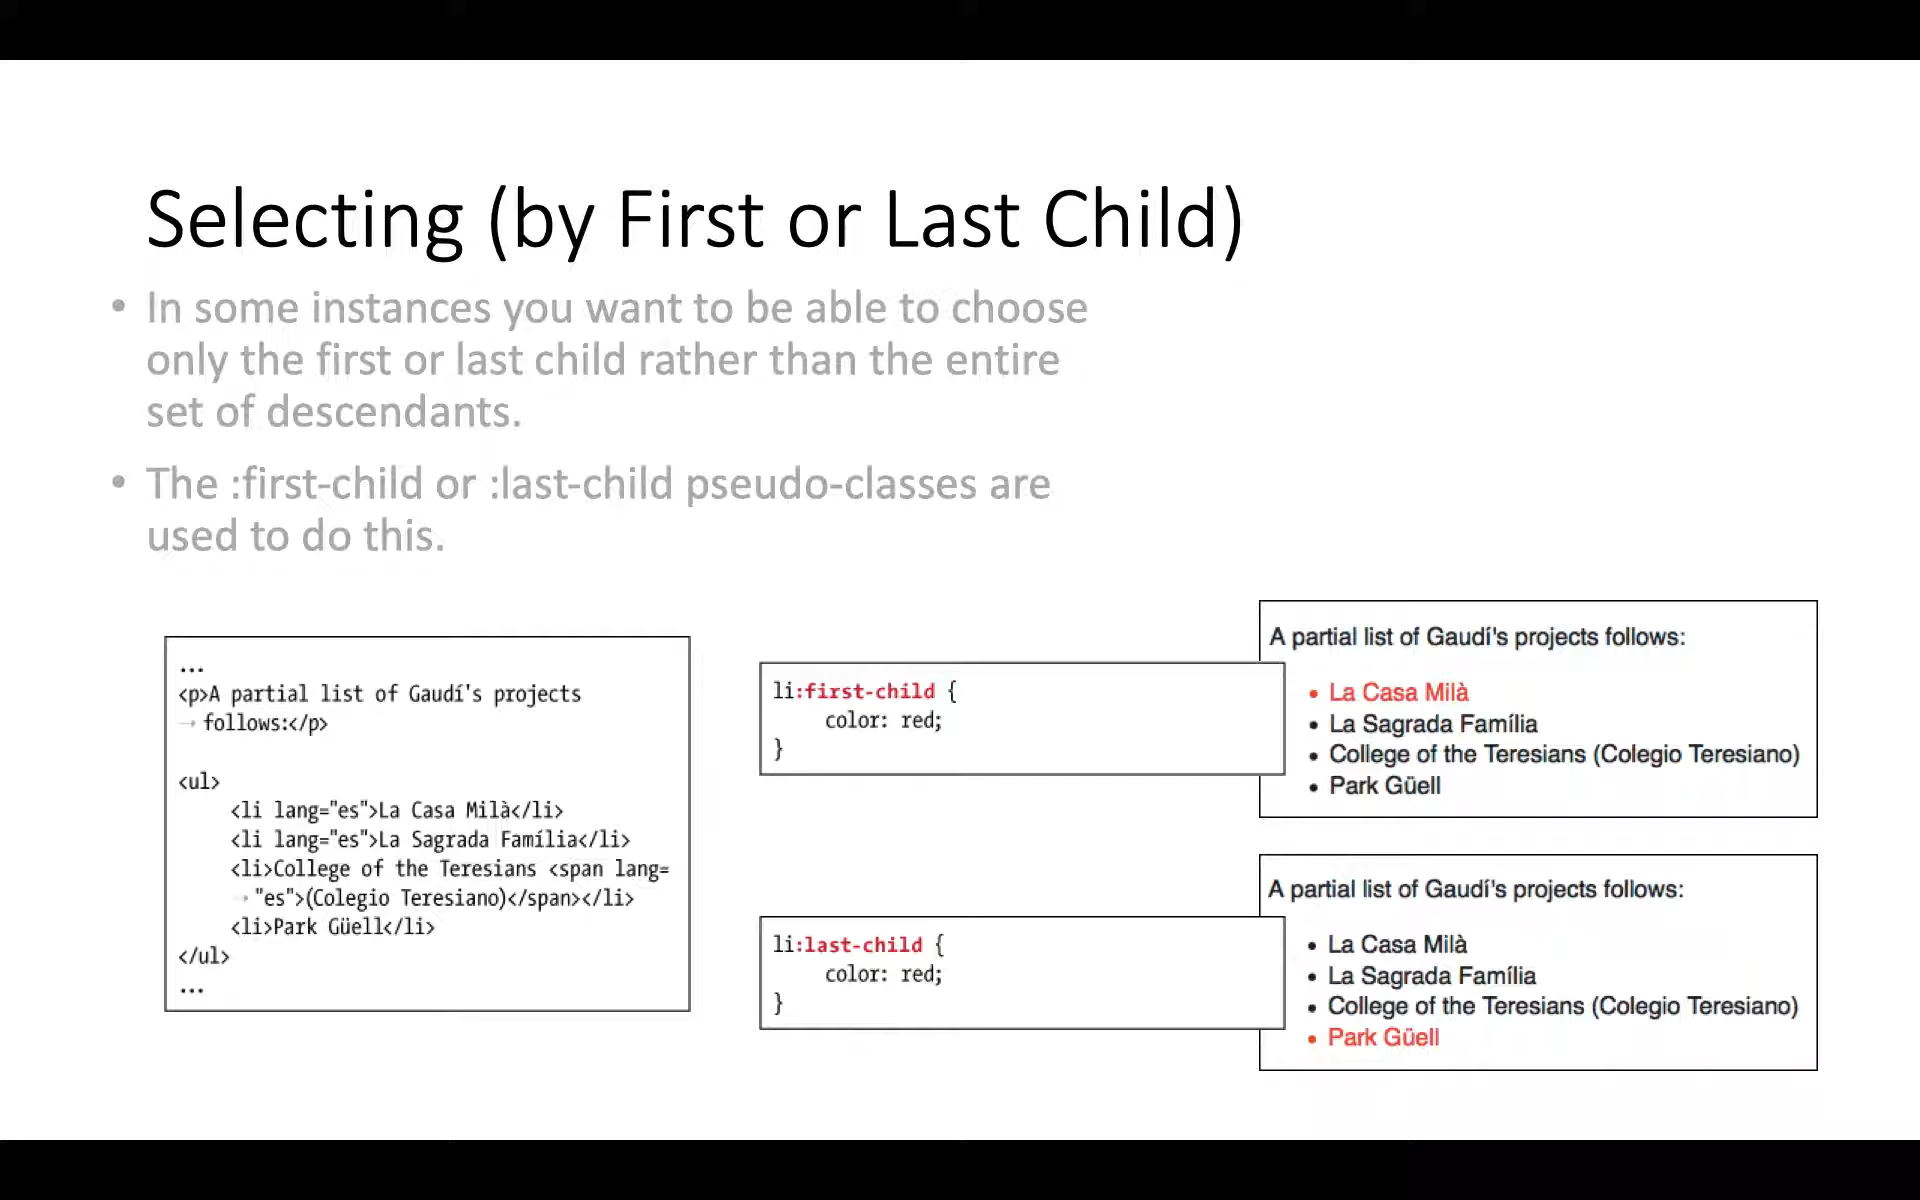 Selecting (by First or Last Child)
• In some instances you want to be able to choose
only the first or last child rather than the entire
set of descendants.
• The :first-child or :last-child pseudo-classes are
used to do this.
...
<p>A partial list of Gaudí's projects
→ follows:</p>
<ul>
<li lang="es">La Casa Milà</li>
<li lang="es">La Sagrada Família</li>
<li>College of the Teresians <span lang=
→ "es">(Colegio Teresiano)</span></li>
<li>Park Güell</li>
</ul>
...
li:first-child {
color: red;
}
A partial list of Gaudí's projects follows:
• La Casa Milà
• La Sagrada Família
• College of the Teresians (Colegio Teresiano)
• Park Güell
li:last-child {
color: red;
}
A partial list of Gaudí's projects follows:
• La Casa Milà
• La Sagrada Família
• College of the Teresians (Colegio Teresiano)
• Park Güell